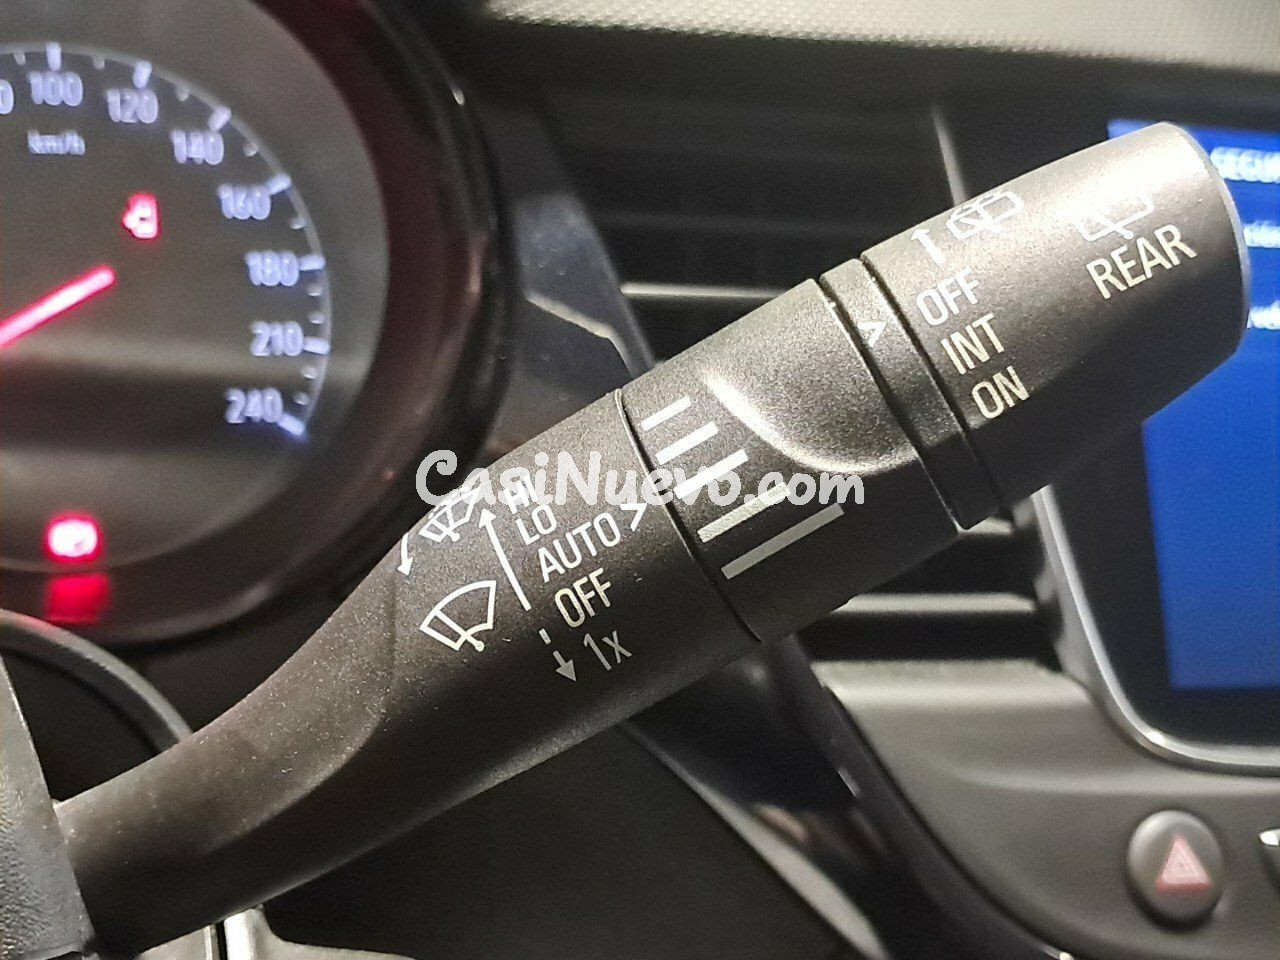 100
120
km/h
140
160
180
210
240
REAR
OFF
INT
ON
CasiNuevo.com
HI
LO
AUTO
OFF
1x